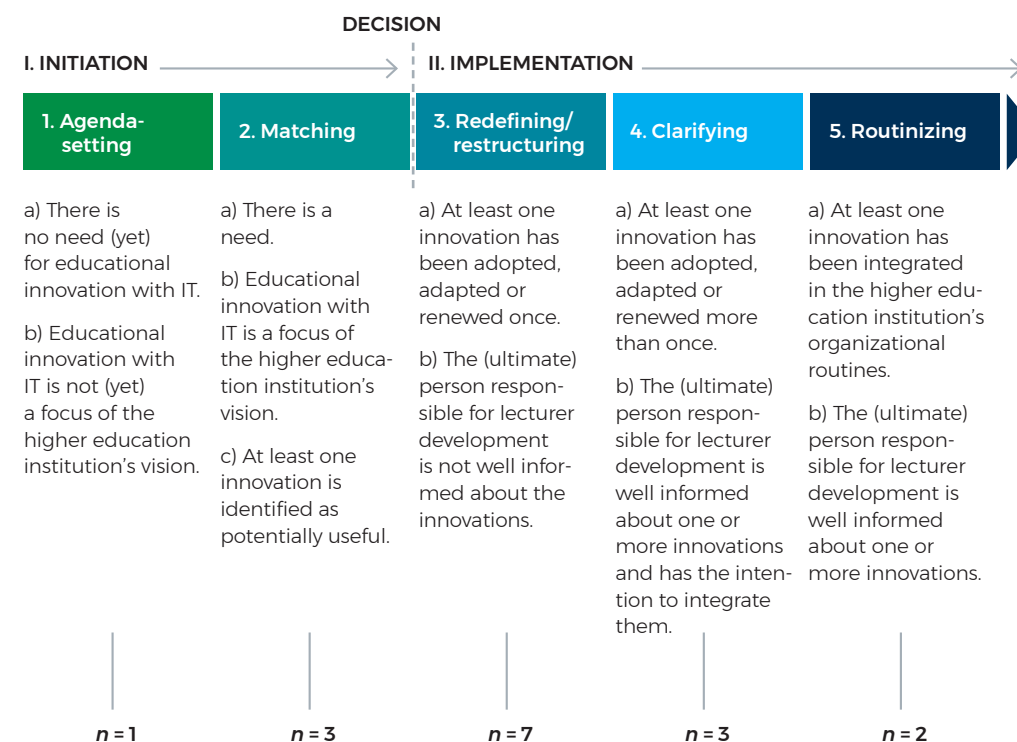 DECISION
I. INITIATION
II. IMPLEMENTATION
1. Agenda-
setting
2. Matching
3. Redefining/
restructuring
4. Clarifying
5. Routinizing
a) There is
no need (yet)
for educational
innovation with IT.
b) Educational
innovation with
IT is not (yet)
a focus of the
higher education
institution’s vision.
a) There is a
need.
b) Educational
innovation with
IT is a focus of
the higher educa-
tion institution’s
vision.
c) At least one
innovation is
identified as
potentially useful.
a) At least one
innovation has
been adopted,
adapted or
renewed once.
b) The (ultimate)
person respon-
sible for lecturer
development
is not well infor-
med about the
innovations.
a) At least one
innovation has
been adopted,
adapted or
renewed more
than once.
b) The (ultimate)
person respon-
sible for lecturer
development is
well informed
about one or
more innovations
and has the inten-
tion to integrate
them.
a) At least one
innovation has
been integrated
in the higher edu-
cation institution’s
organizational
routines.
b) The (ultimate)
person respon-
sible for lecturer
development is
well informed
about one or
more innovations.
n = 1
n = 3
n = 7
n = 3
n = 2